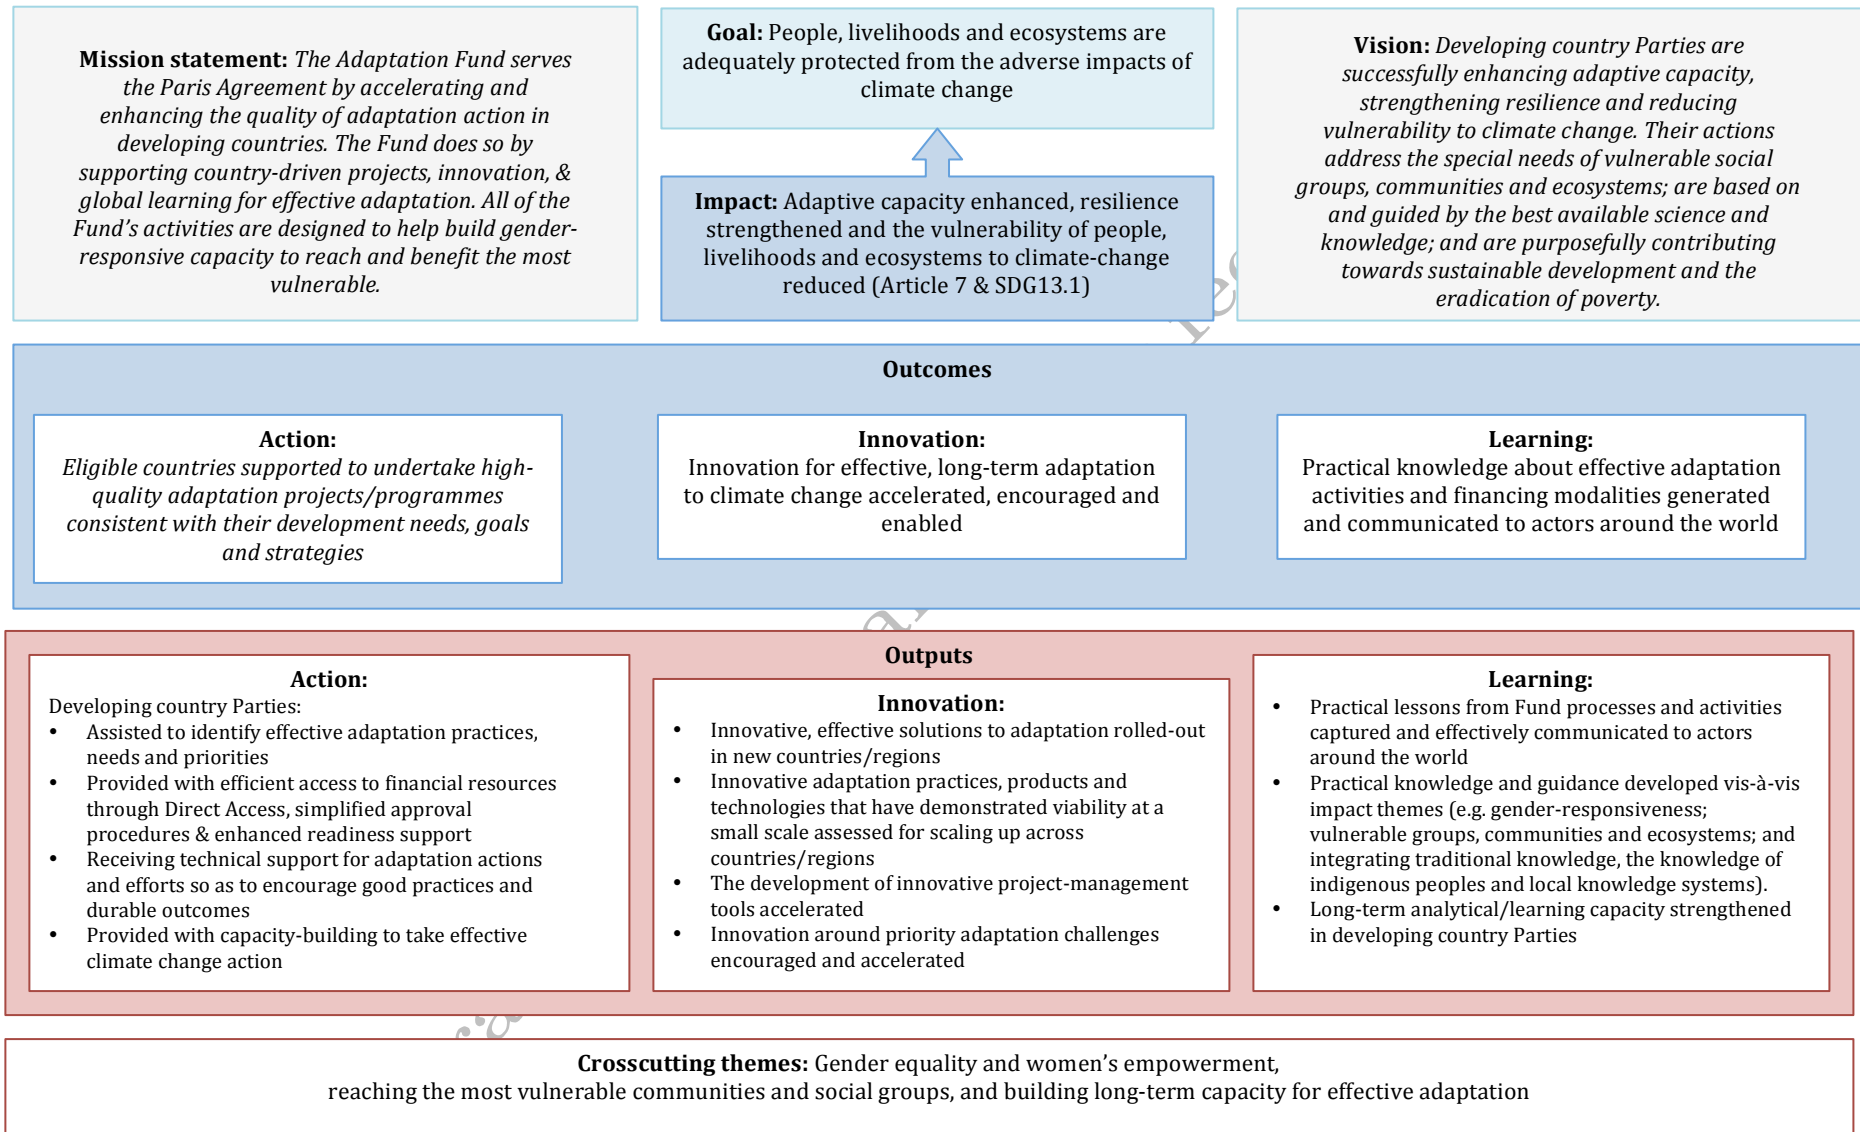 Mission statement: The Adaptation Fund serves
the Paris Agreement by accelerating and
enhancing the quality of adaptation action in
developing countries. The Fund does so by
supporting country-driven projects, innovation, &
global learning for effective adaptation. All of the
Fund's activities are designed to help build gender-
responsive capacity to reach and benefit the most
vulnerable.
Goal: People, livelihoods and ecosystems are
adequately protected from the adverse impacts of
climate change
Impact: Adaptive capacity enhanced, resilience
strengthened and the vulnerability of people,
livelihoods and ecosystems to climate-change
reduced (Article 7 & SDG13.1)
Vision: Developing country Parties are
successfully enhancing adaptive capacity,
strengthening resilience and reducing
vulnerability to climate change. Their actions
address the special needs of vulnerable social
groups, communities and ecosystems; are based on
and guided by the best available science and
knowledge; and are purposefully contributing
towards sustainable development and the
eradication of poverty.
Outcomes
Action:
Eligible countries supported to undertake high-
quality adaptation projects/programmes
consistent with their development needs, goals
and strategies
Innovation:
Innovation for effective, long-term adaptation
to climate change accelerated, encouraged and
enabled
Learning:
Practical knowledge about effective adaptation
activities and financing modalities generated
and communicated to actors around the world
Outputs
Action:
Developing country Parties:
• Assisted to identify effective adaptation practices,
needs and priorities
• Provided with efficient access to financial resources
through Direct Access, simplified approval
procedures & enhanced readiness support
• Receiving technical support for adaptation actions
and efforts so as to encourage good practices and
durable outcomes
• Provided with capacity-building to take effective
climate change action
Innovation:
• Innovative, effective solutions to adaptation rolled-out
in new countries/regions
• Innovative adaptation practices, products and
technologies that have demonstrated viability at a
small scale assessed for scaling up across
countries/regions
• The development of innovative project-management
tools accelerated
• Innovation around priority adaptation challenges
encouraged and accelerated
Learning:
• Practical lessons from Fund processes and activities
captured and effectively communicated to actors
around the world
• Practical knowledge and guidance developed vis-à-vis
impact themes (e.g. gender-responsiveness;
vulnerable groups, communities and ecosystems; and
integrating traditional knowledge, the knowledge of
indigenous peoples and local knowledge systems).
• Long-term analytical/learning capacity strengthened
in developing country Parties
Crosscutting themes: Gender equality and women's empowerment,
reaching the most vulnerable communities and social groups, and building long-term capacity for effective adaptation